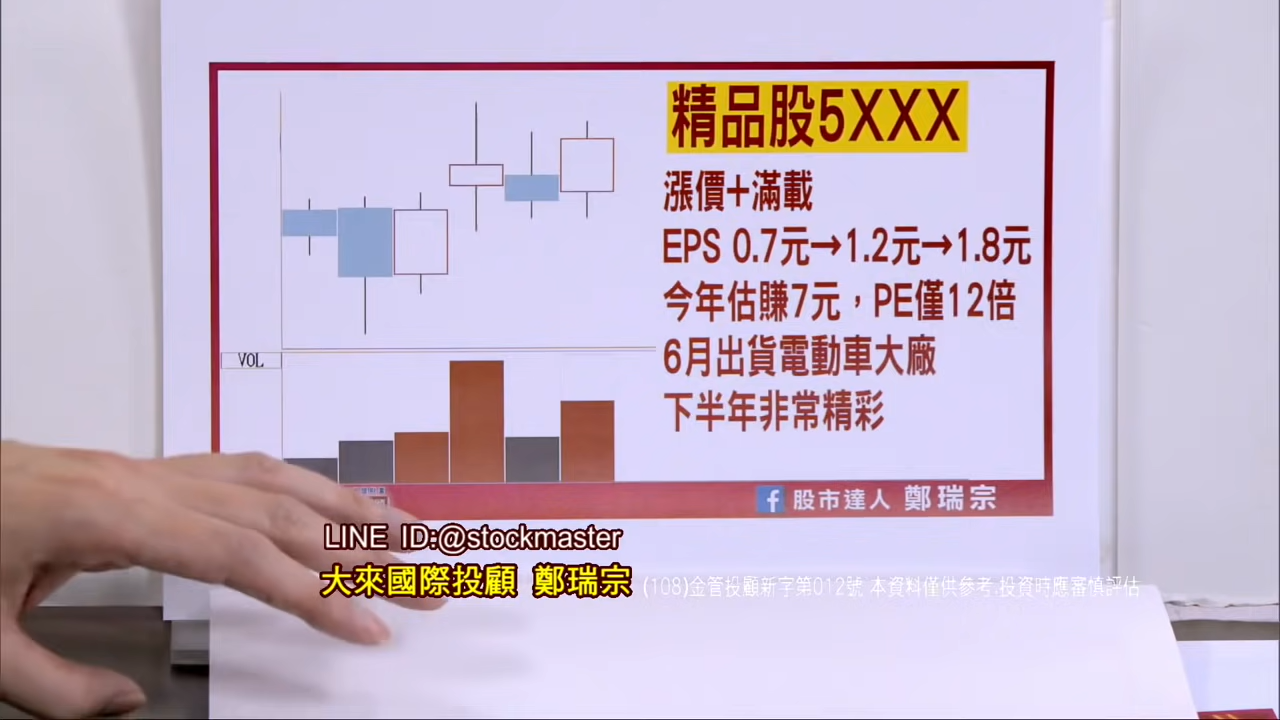 精品股5XXX
漲價+滿載
EPS 0.7元→1.2元→1.8元
今年估賺7元，PE僅12倍
6月出貨電動車大廠
下半年非常精彩
VOL
f 股市達人 鄭瑞宗
LINE ID:@stockmaster
大來國際投顧 鄭瑞宗 (108)金管投顧新字第012號 本資料僅供參考,投資時應審慎評估